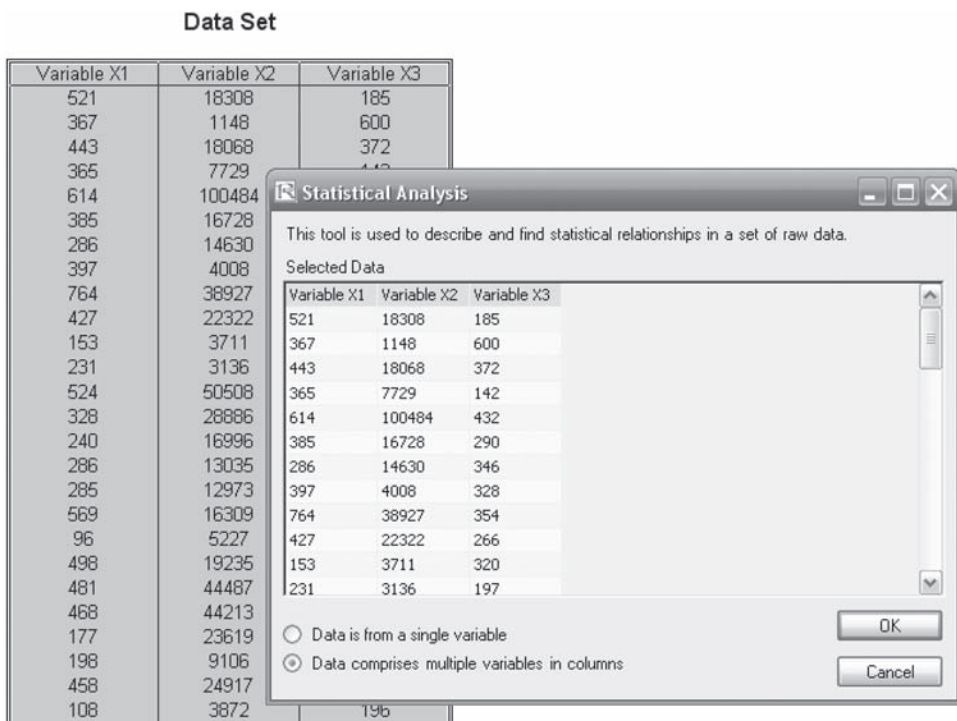 Data Set
Variable X1 Variable X2 Variable X3
521 18308 185
367 1148 600
443 18068 372
365 7729
614 100484
385 16728
286 14630
397 4008
764 38927
427 22322
153 3711
231 3136
524 50508
328 28886
240 16996
286 13035
285 12973
569 16309
96 5227
498 19235
481 44487
468 44213
177 23619
198 9106
458 24917
108 3872 196
Statistical Analysis
This tool is used to describe and find statistical relationships in a set of raw data.
Selected Data
Variable X1 Variable X2 Variable X3
521 18308 185
367 1148 600
443 18068 372
365 7729 142
614 100484 432
385 16728 290
286 14630 346
397 4008 328
764 38927 354
427 22322 266
153 3711 320
231 3136 197
Data is from a single variable
Data comprises multiple variables in columns
OK
Cancel